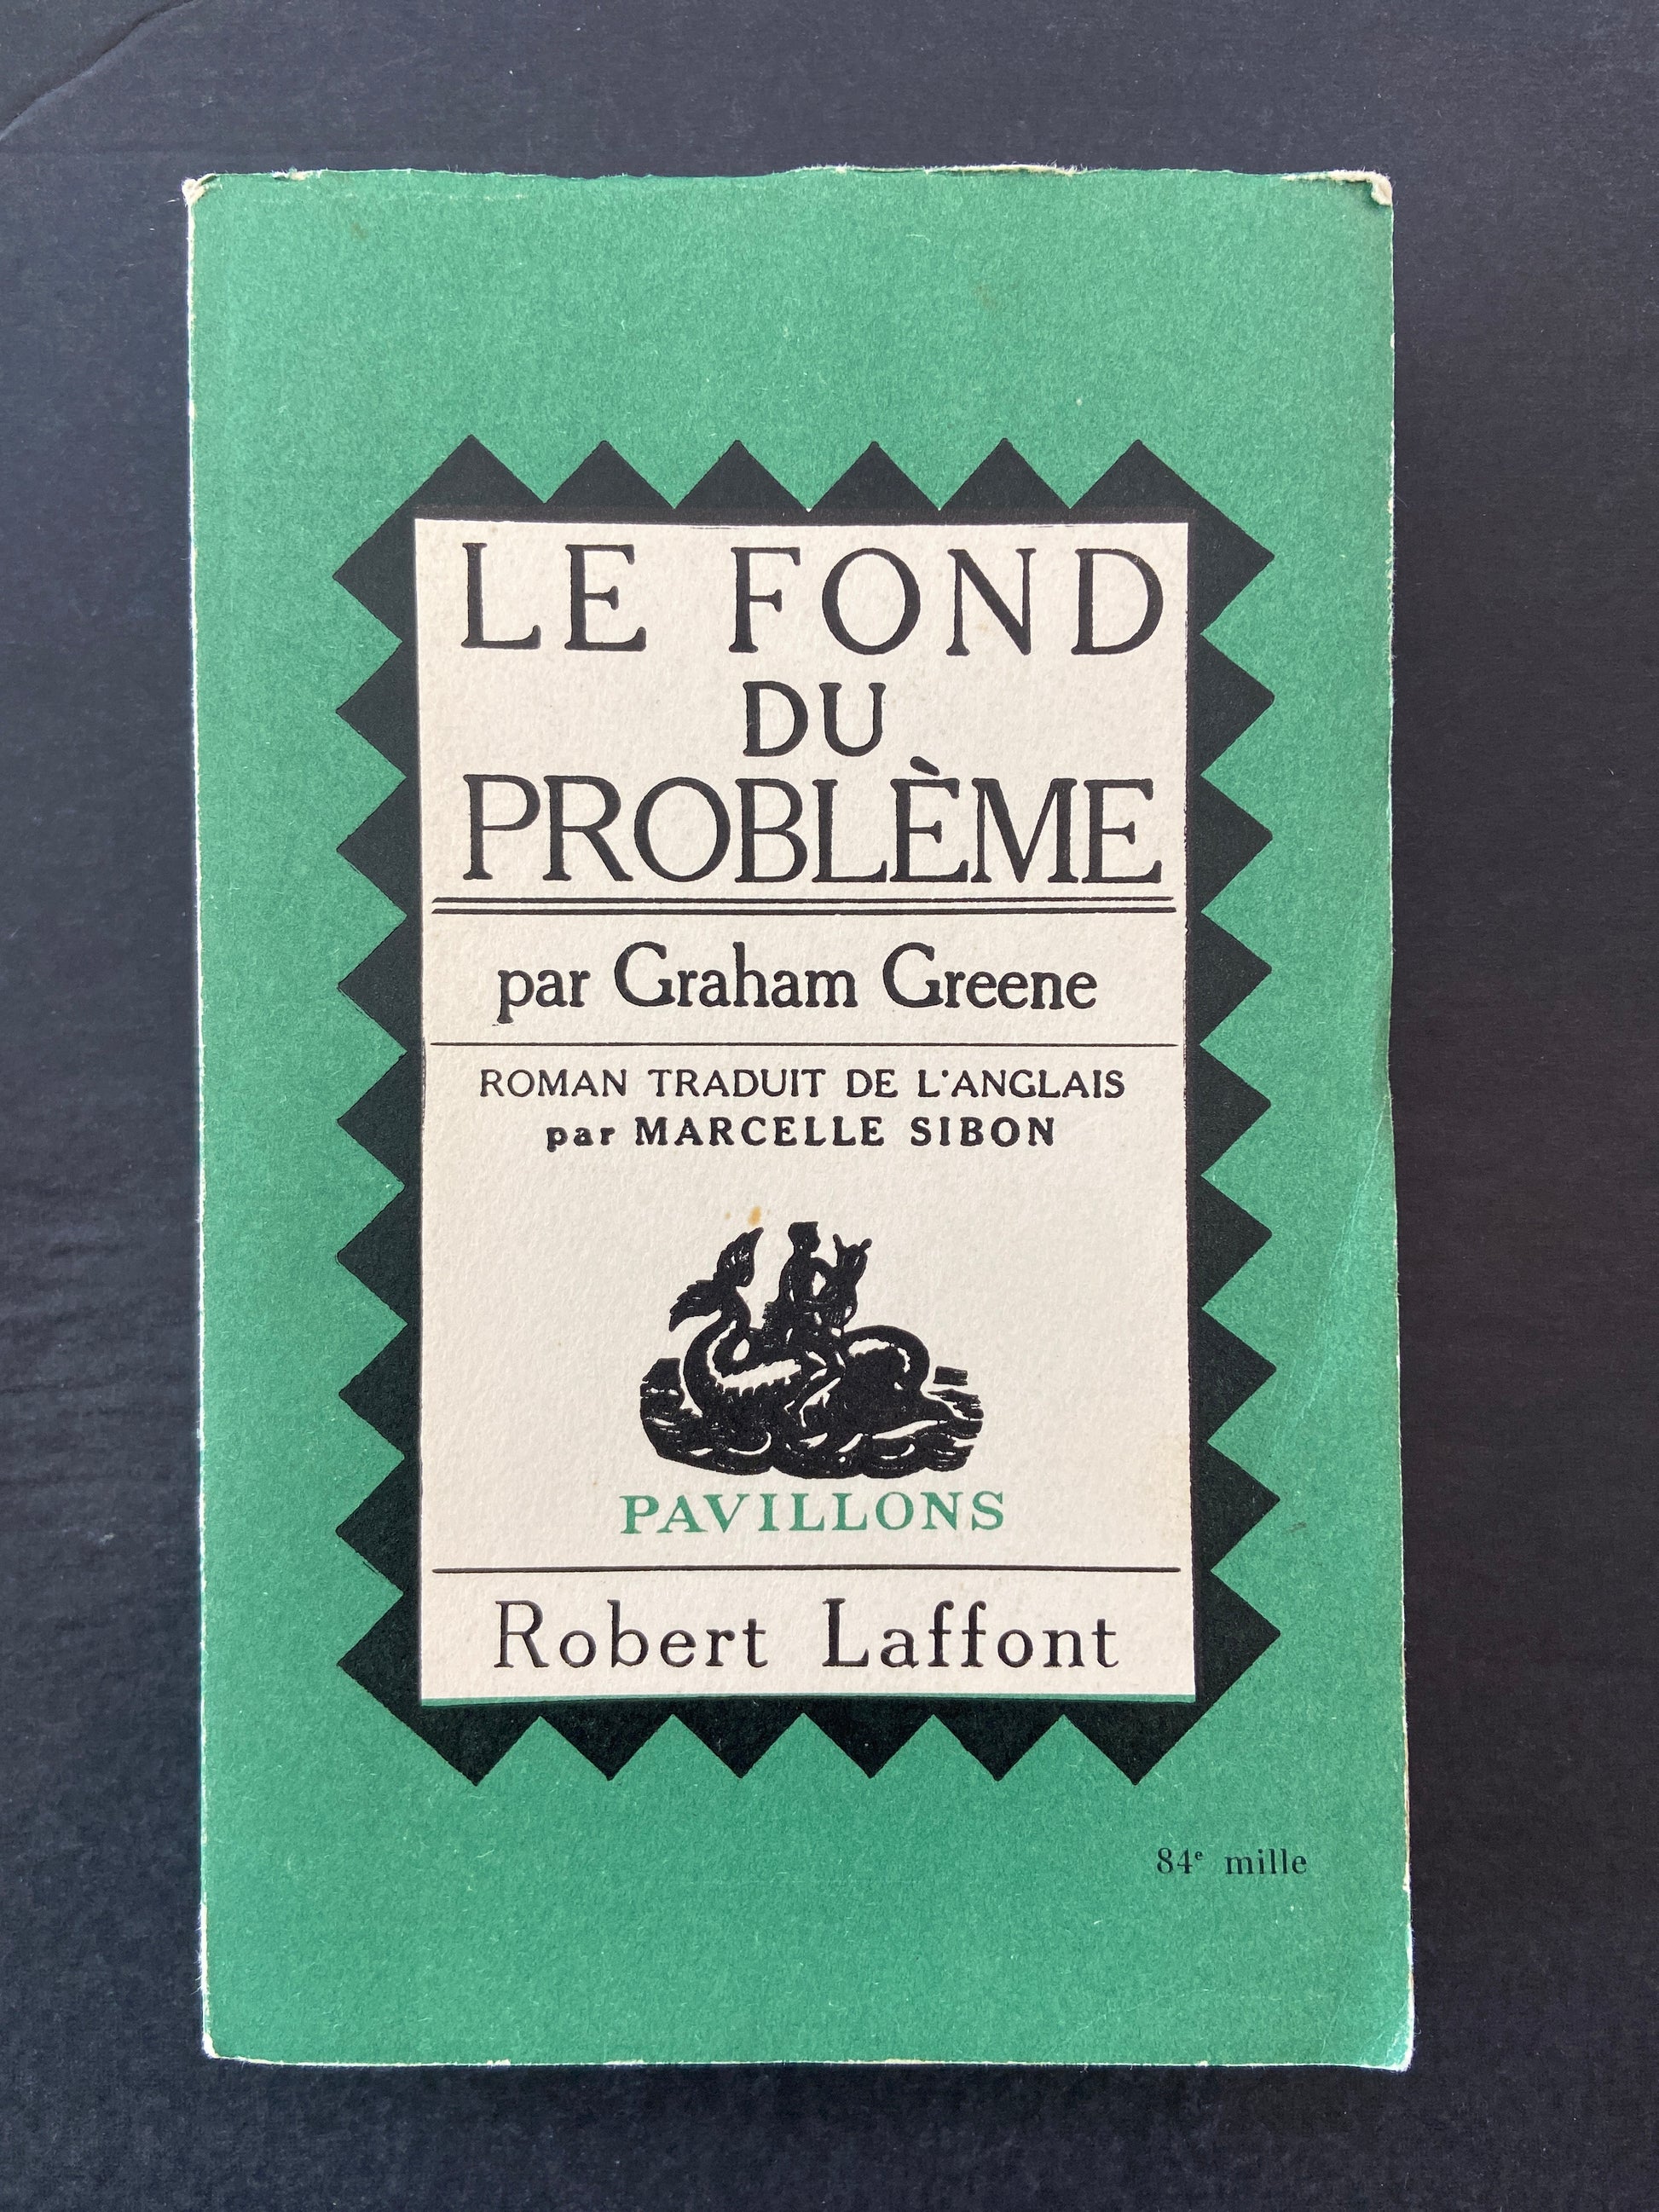 LE FOND
DU
PROBLÈME
par Graham Greene
ROMAN TRADUIT DE L'ANGLAIS
par MARCELLE SIBON
PAVILLONS
Robert Laffont
84e mille